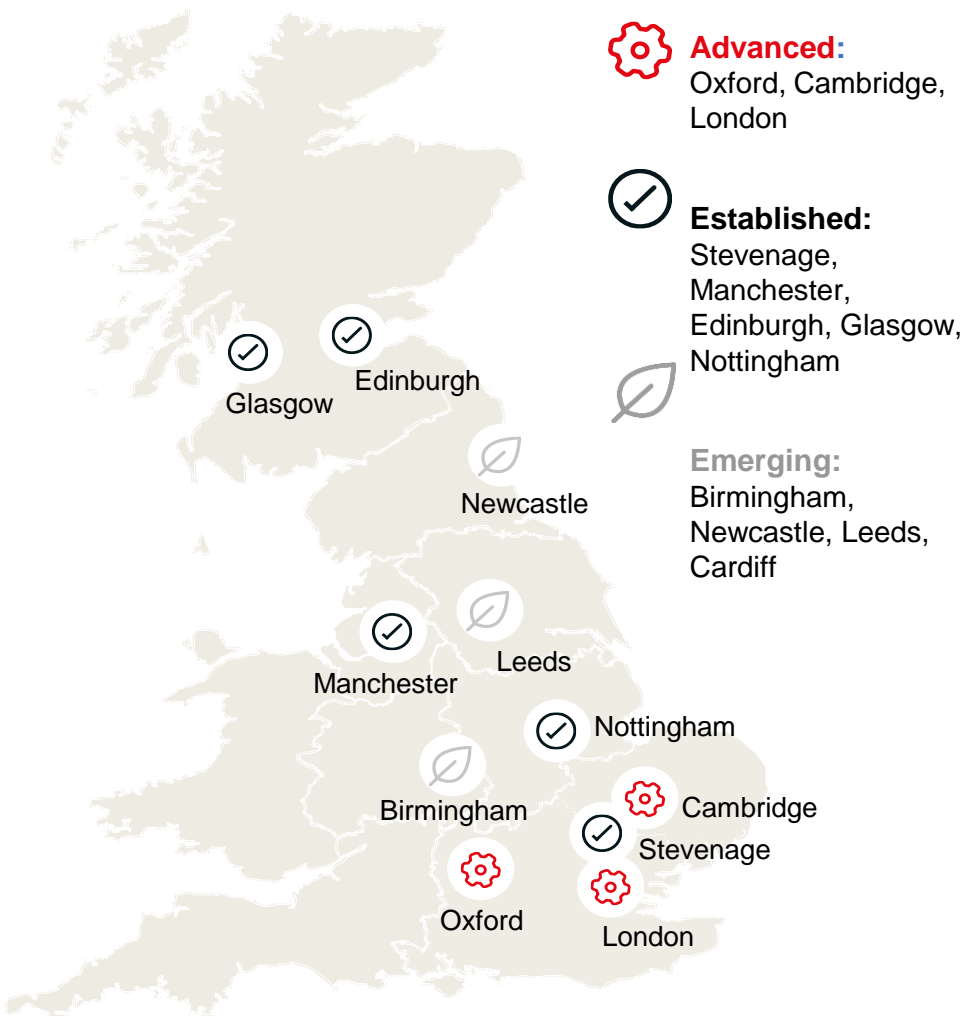 Advanced:
Oxford, Cambridge,
London
Established:
Stevenage,
Manchester,
Edinburgh, Glasgow,
Nottingham
Emerging:
Birmingham,
Newcastle, Leeds,
Cardiff
Edinburgh
Glasgow
Newcastle
Leeds
Manchester
Nottingham
Birmingham
Cambridge
Stevenage
Oxford
London